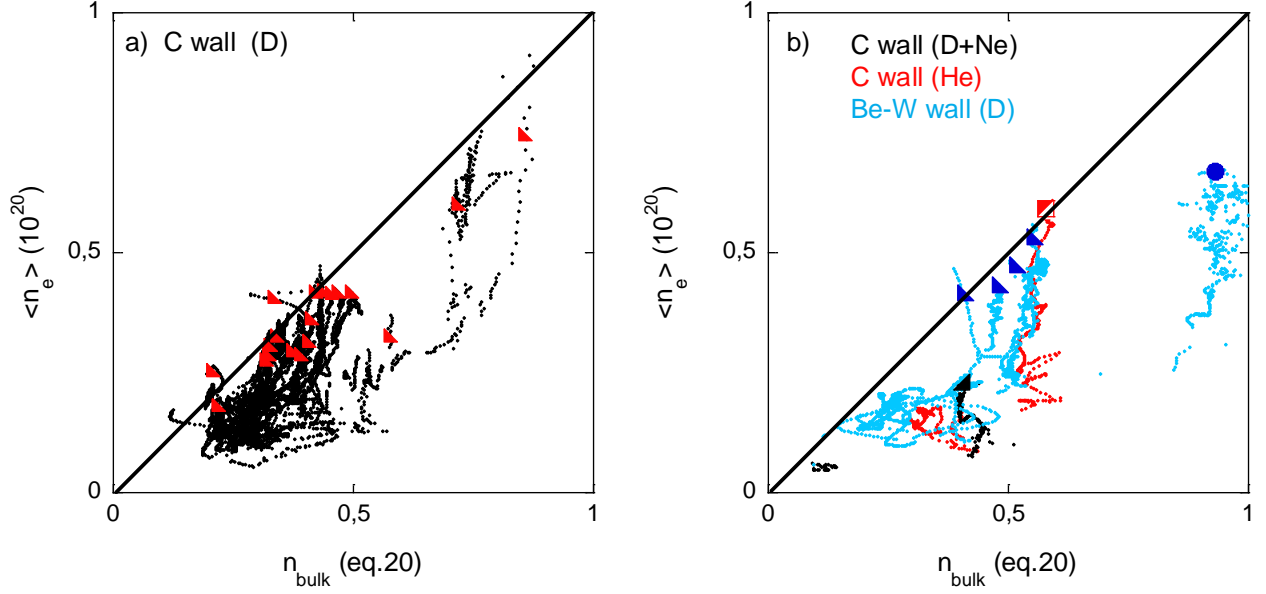 a) C wall (D)
1
0,5
0
0
0,5
1
<n_e> (10^20)
n_bulk (eq.20)
b)
C wall (D+Ne)
C wall (He)
Be-W wall (D)
1
0,5
0
0
0,5
1
<n_e> (10^20)
n_bulk (eq.20)